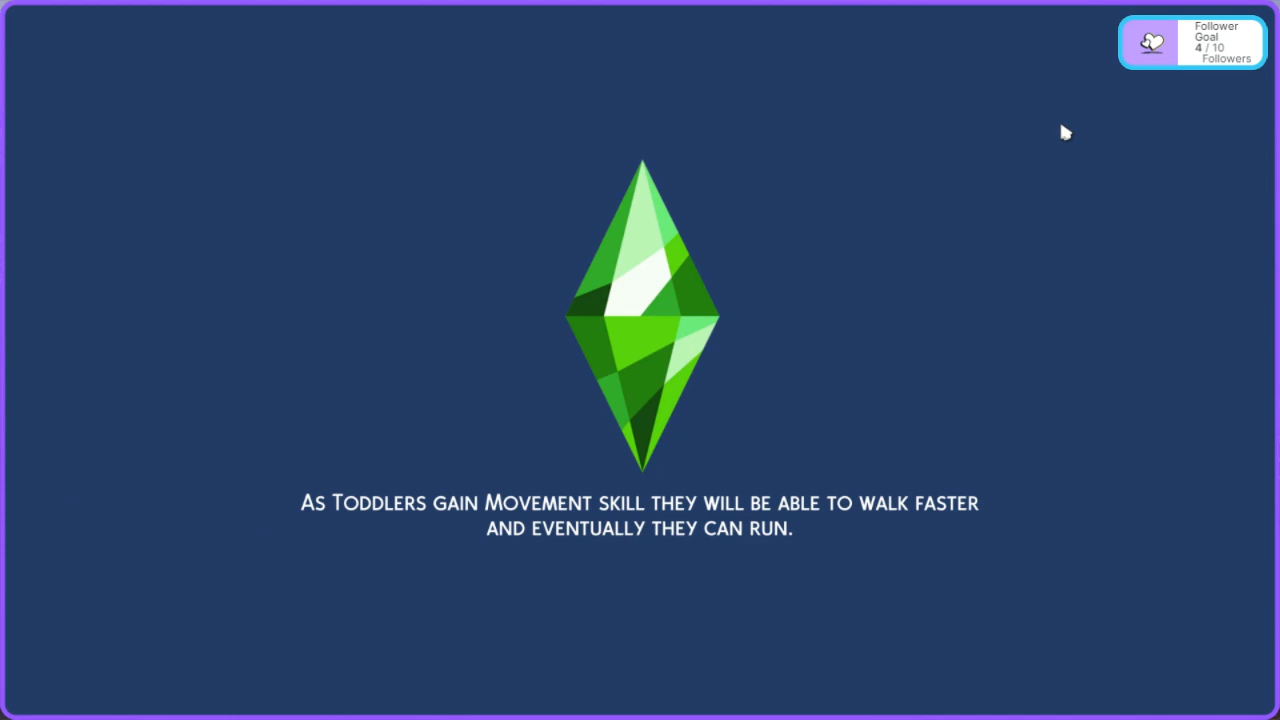 Follower
Goal
4 / 10
Followers
As Toddlers gain Movement skill they will be able to walk faster
and eventually they can run.